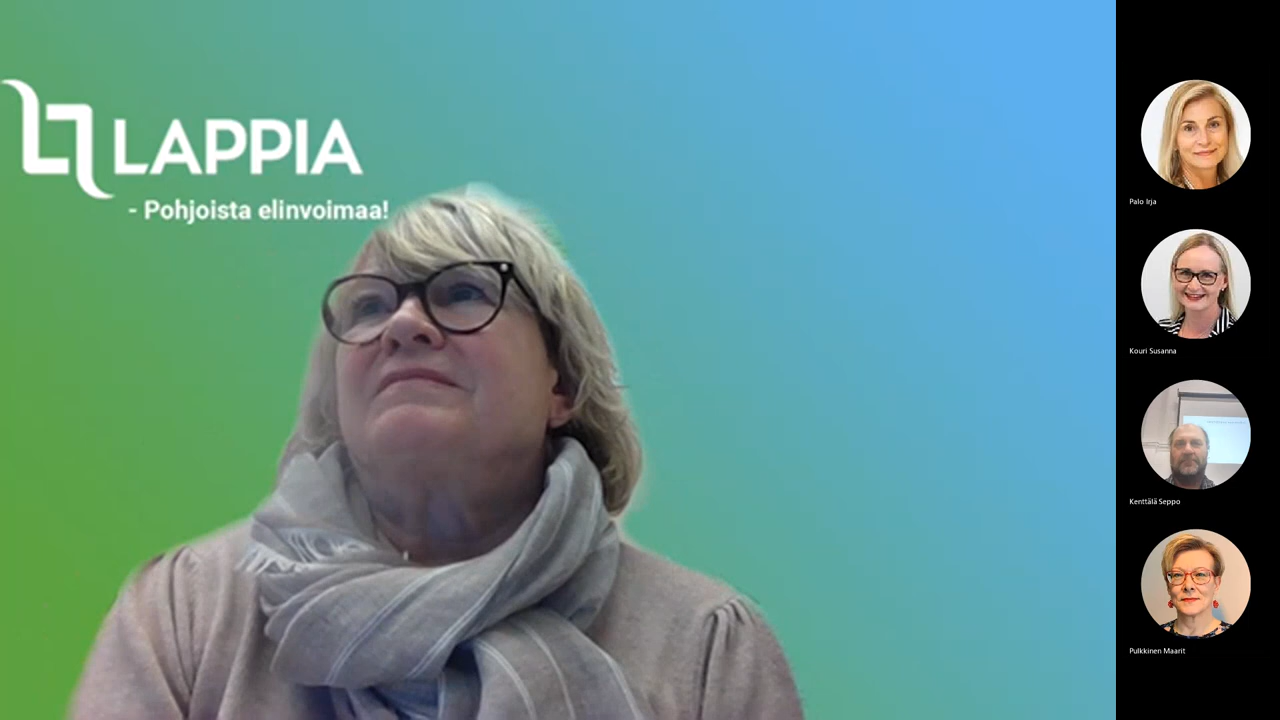 LAPPIA
- Pohjoista elinvoimaa!
Palo Irja
Kouri Susanna
Kenttälä Seppo
Pulkkinen Maarit